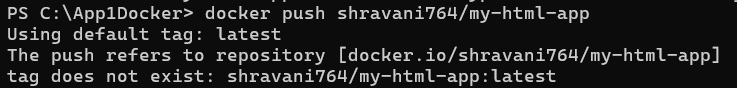 PS C:\App1Docker> docker push shravani764/my-html-app
Using default tag: latest
The push refers to repository [docker.io/shravani764/my-html-app]
tag does not exist: shravani764/my-html-app:latest